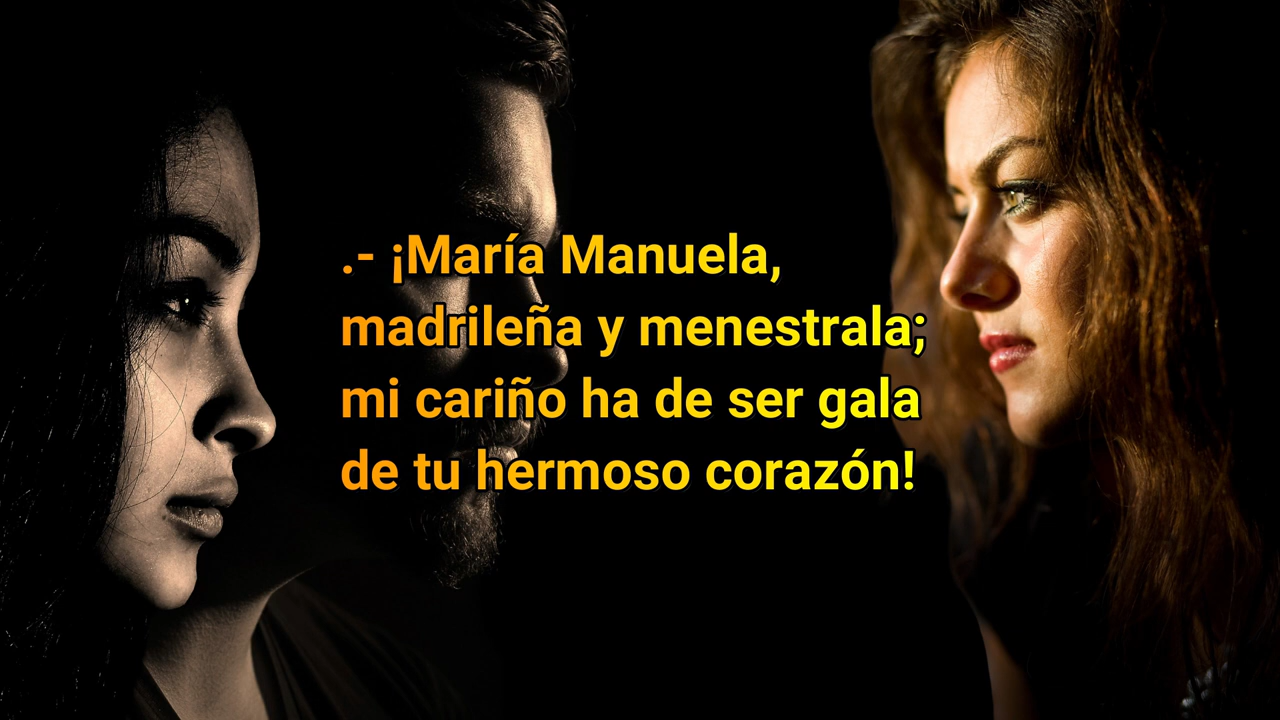 .- ¡María Manuela,
madrileña y menestrala;
mi cariño ha de ser gala
de tu hermoso corazón!